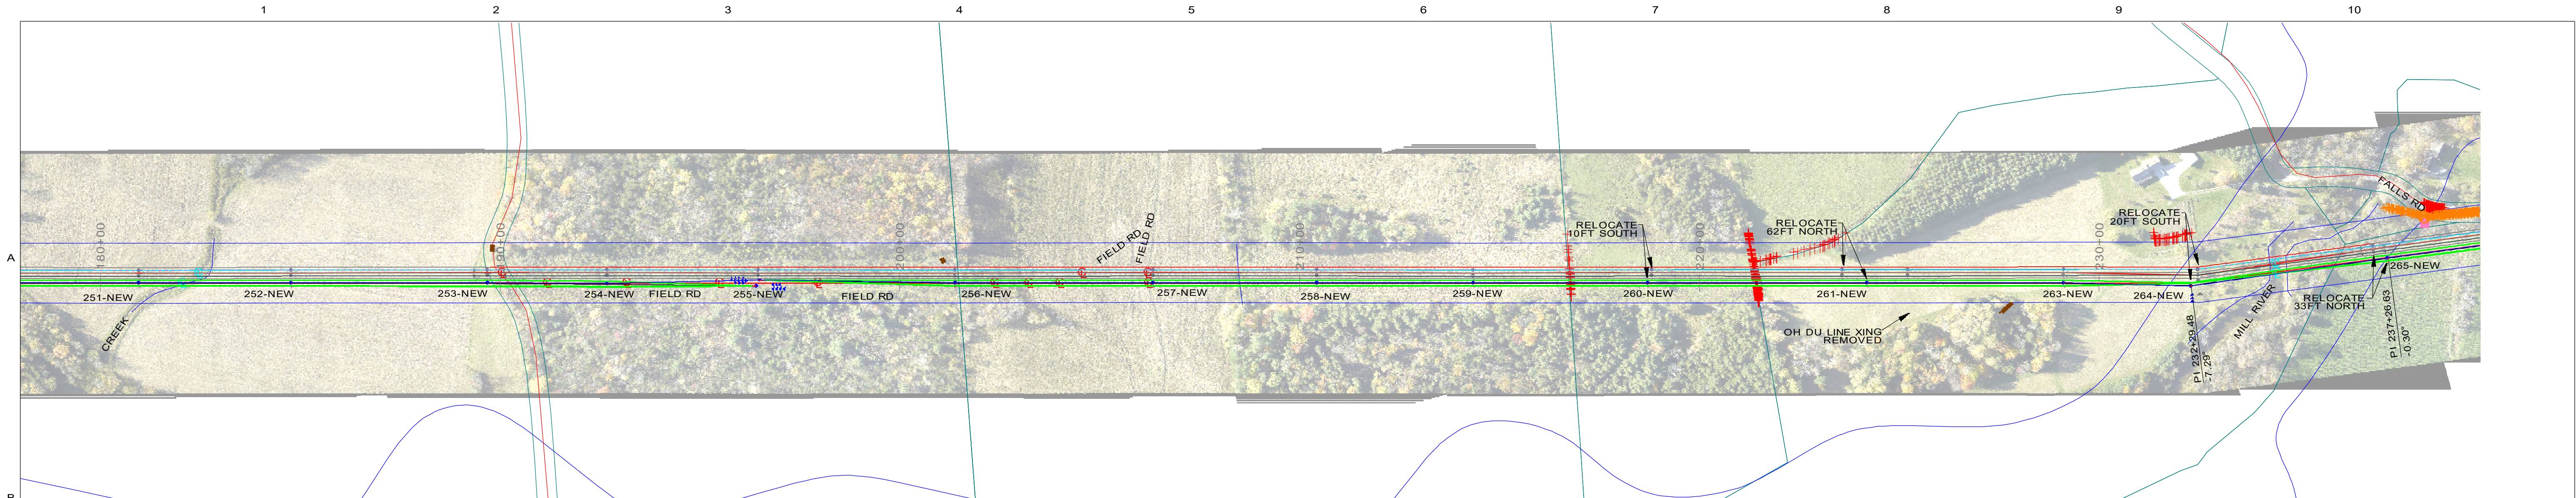 1 2 3 4 5 6 7 8 9 10
A
B
180+00
190+00
200+00
210+00
220+00
230+00
CREEK
251-NEW
252-NEW
253-NEW
254-NEW
FIELD RD
255-NEW
FIELD RD
256-NEW
FIELD RD
FIELD RD
257-NEW
258-NEW
259-NEW
RELOCATE
10FT SOUTH
260-NEW
RELOCATE
62FT NORTH
261-NEW
OH DU LINE XING
REMOVED
263-NEW
RELOCATE
20FT SOUTH
264-NEW
PI 232+29.48
-7.29°
MILL RIVER
FALLS RD
RELOCATE
33FT NORTH
265-NEW
PI 237+26.63
-0.30°